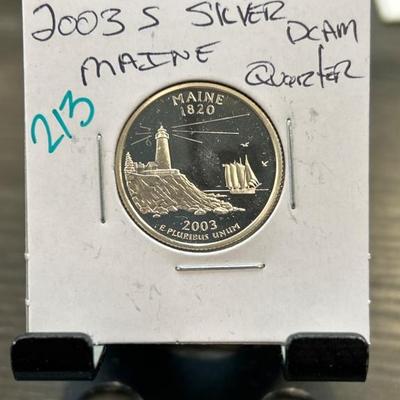 2003 S SILVER DCAM
MAINE Quarter
213
MAINE
1820
2003
E PLURIBUS UNUM